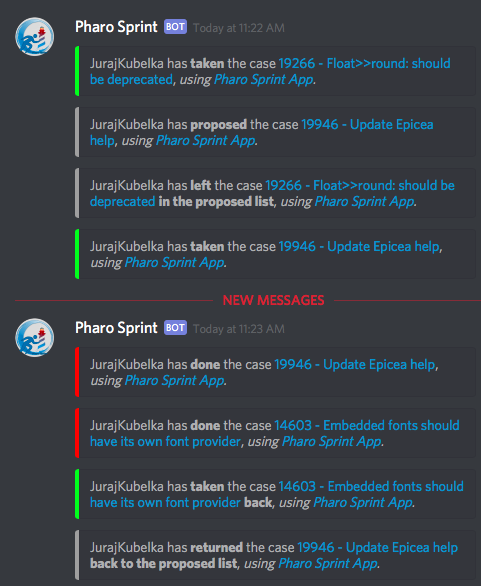 Pharo Sprint BOT Today at 11:22 AM
JurajKubelka has taken the case 19266 - Float>>round: should
be deprecated, using Pharo Sprint App.
JurajKubelka has proposed the case 19946 - Update Epicea
help, using Pharo Sprint App.
JurajKubelka has left the case 19266 - Float>>round: should be
deprecated in the proposed list, using Pharo Sprint App.
JurajKubelka has taken the case 19946 - Update Epicea help,
using Pharo Sprint App.
NEW MESSAGES
Pharo Sprint BOT Today at 11:23 AM
JurajKubelka has done the case 19946 - Update Epicea help,
using Pharo Sprint App.
JurajKubelka has done the case 14603 - Embedded fonts should
have its own font provider, using Pharo Sprint App.
JurajKubelka has taken the case 14603 - Embedded fonts should
have its own font provider back, using Pharo Sprint App.
JurajKubelka has returned the case 19946 - Update Epicea help
back to the proposed list, using Pharo Sprint App.